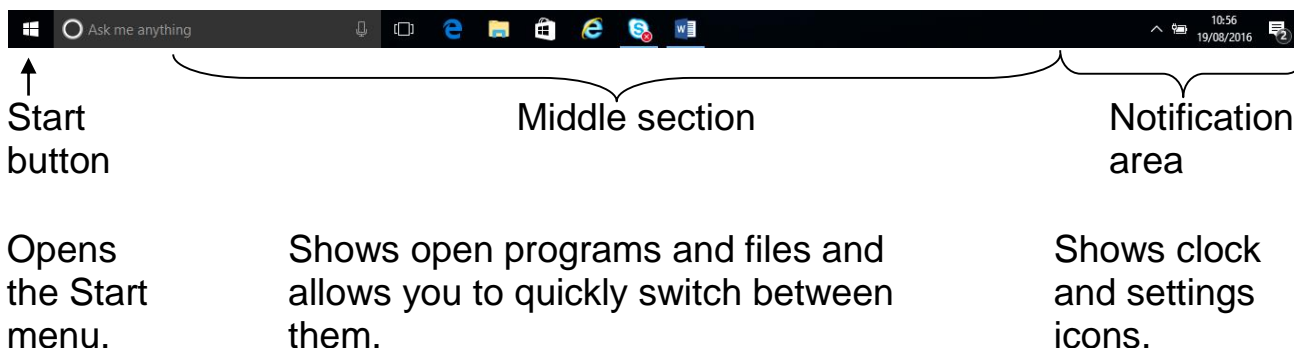 Ask me anything
10:56
19/08/2016
2
Start
button
Middle section
Notification
area
Opens
the Start
menu.
Shows open programs and files and
allows you to quickly switch between
them.
Shows clock
and settings
icons.